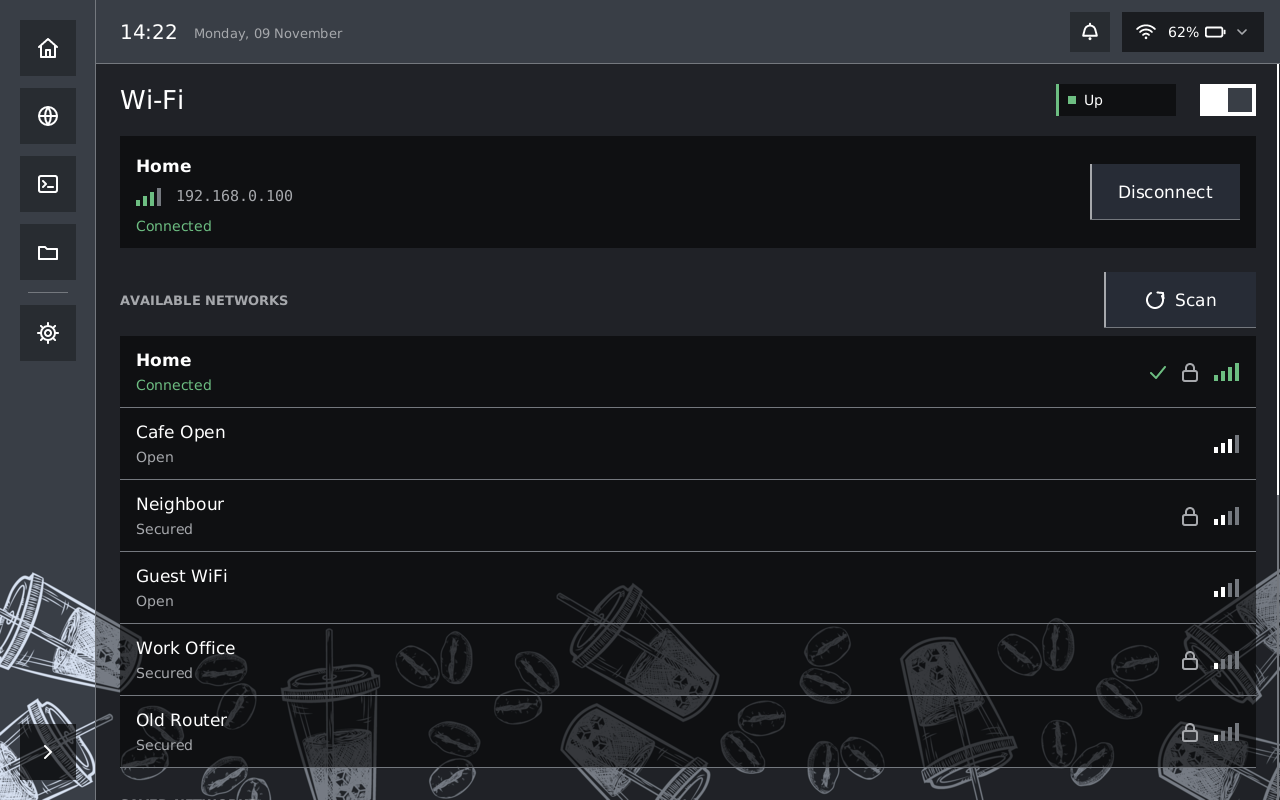 14:22 Monday, 09 November
62%
Wi-Fi
Up
Home
192.168.0.100
Connected
Disconnect
AVAILABLE NETWORKS
Scan
Home
Connected
Cafe Open
Open
Neighbour
Secured
Guest WiFi
Open
Work Office
Secured
Old Router
Secured